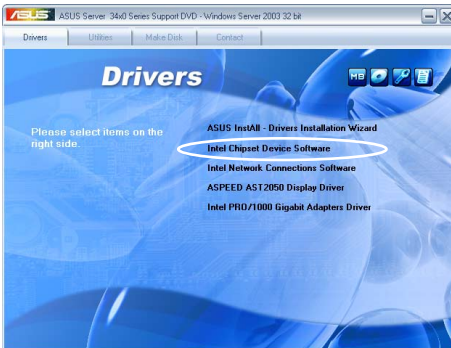 ASUS
ASUS Server 34x0 Series Support DVD - Windows Server 2003 32 bit
Drivers
Utilities
Make Disk
Contact
Drivers
MB
Please select items on the
right side.
ASUS InstAll - Drivers Installation Wizard
Intel Chipset Device Software
Intel Network Connections Software
ASPEED AST2050 Display Driver
Intel PRO/1000 Gigabit Adapters Driver